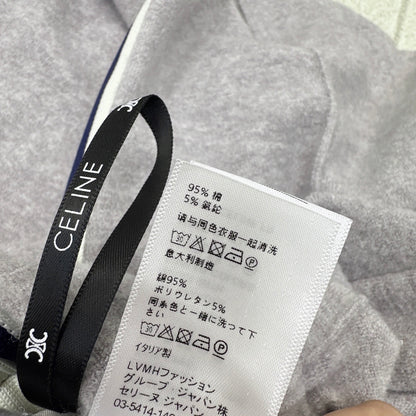 CELINE
95% 棉
5% 氨纶
请与同色衣服一起清洗
30
意大利制造
綿95%
ポリウレタン5%
同系色と一緒に洗って下さい
30
イタリア製
LVMHファッション
グループ ジャパン株
セリーヌ ジャパン
03-5414-14